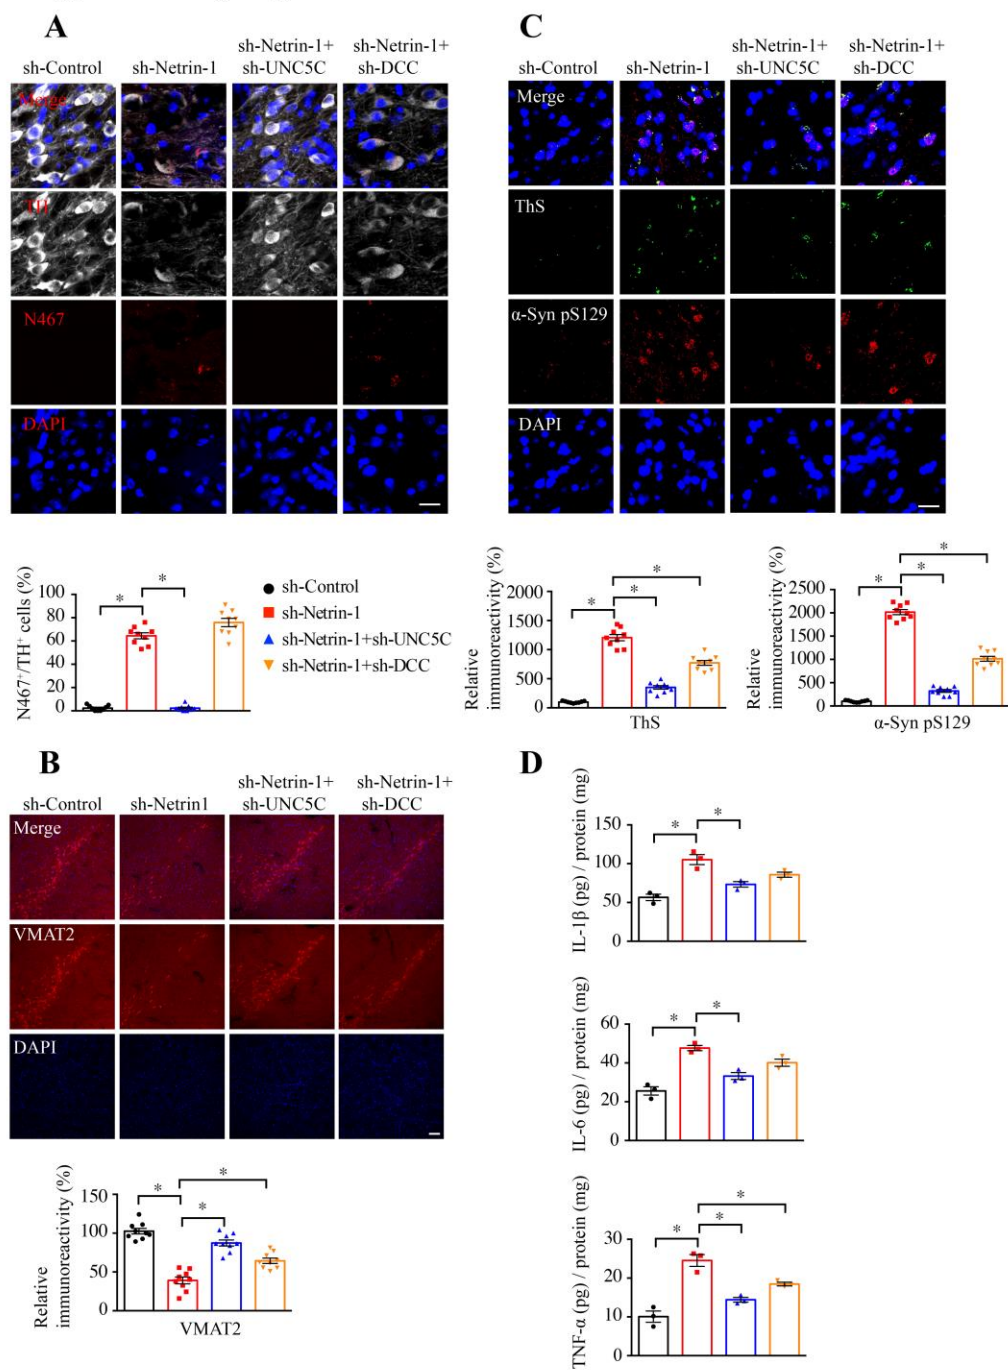 A
sh-Control
sh-Netrin-1
sh-Netrin-1+
sh-UNC5C
sh-Netrin-1+
sh-DCC
Merge
TH
N467
DAPI
N467⁺/TH⁺ cells (%)
100
80
60
40
20
0
*
*
sh-Control
sh-Netrin-1
sh-Netrin-1+sh-UNC5C
sh-Netrin-1+sh-DCC
B
sh-Control
sh-Netrin1
sh-Netrin-1+
sh-UNC5C
sh-Netrin-1+
sh-DCC
Merge
VMAT2
DAPI
Relative
immunoreactivity (%)
150
100
50
0
*
*
*
VMAT2
C
sh-Control
sh-Netrin-1
sh-Netrin-1+
sh-UNC5C
sh-Netrin-1+
sh-DCC
Merge
ThS
α-Syn pS129
DAPI
Relative
immunoreactivity (%)
2000
1500
1000
500
0
*
*
*
ThS
Relative
immunoreactivity (%)
2500
2000
1500
1000
500
0
*
*
*
α-Syn pS129
D
IL-1β (pg) / protein (mg)
150
100
50
0
*
*
IL-6 (pg) / protein (mg)
60
40
20
0
*
*
TNF-α (pg) / protein (mg)
30
20
10
0
*
*
*